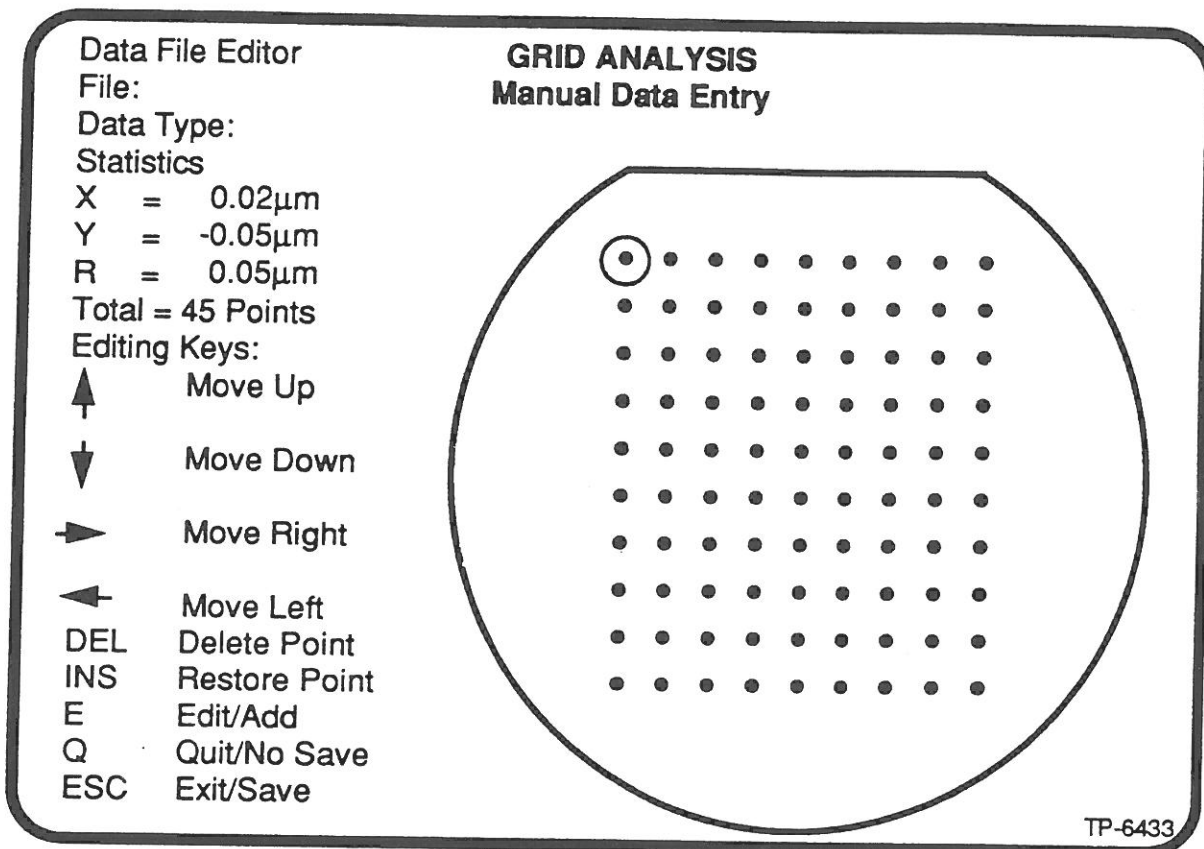 Data File Editor
GRID ANALYSIS
Manual Data Entry
File:
Data Type:
Statistics
X = 0.02µm
Y = -0.05µm
R = 0.05µm
Total = 45 Points
Editing Keys:
Move Up
Move Down
Move Right
Move Left
DEL Delete Point
INS Restore Point
E Edit/Add
Q Quit/No Save
ESC Exit/Save
TP-6433